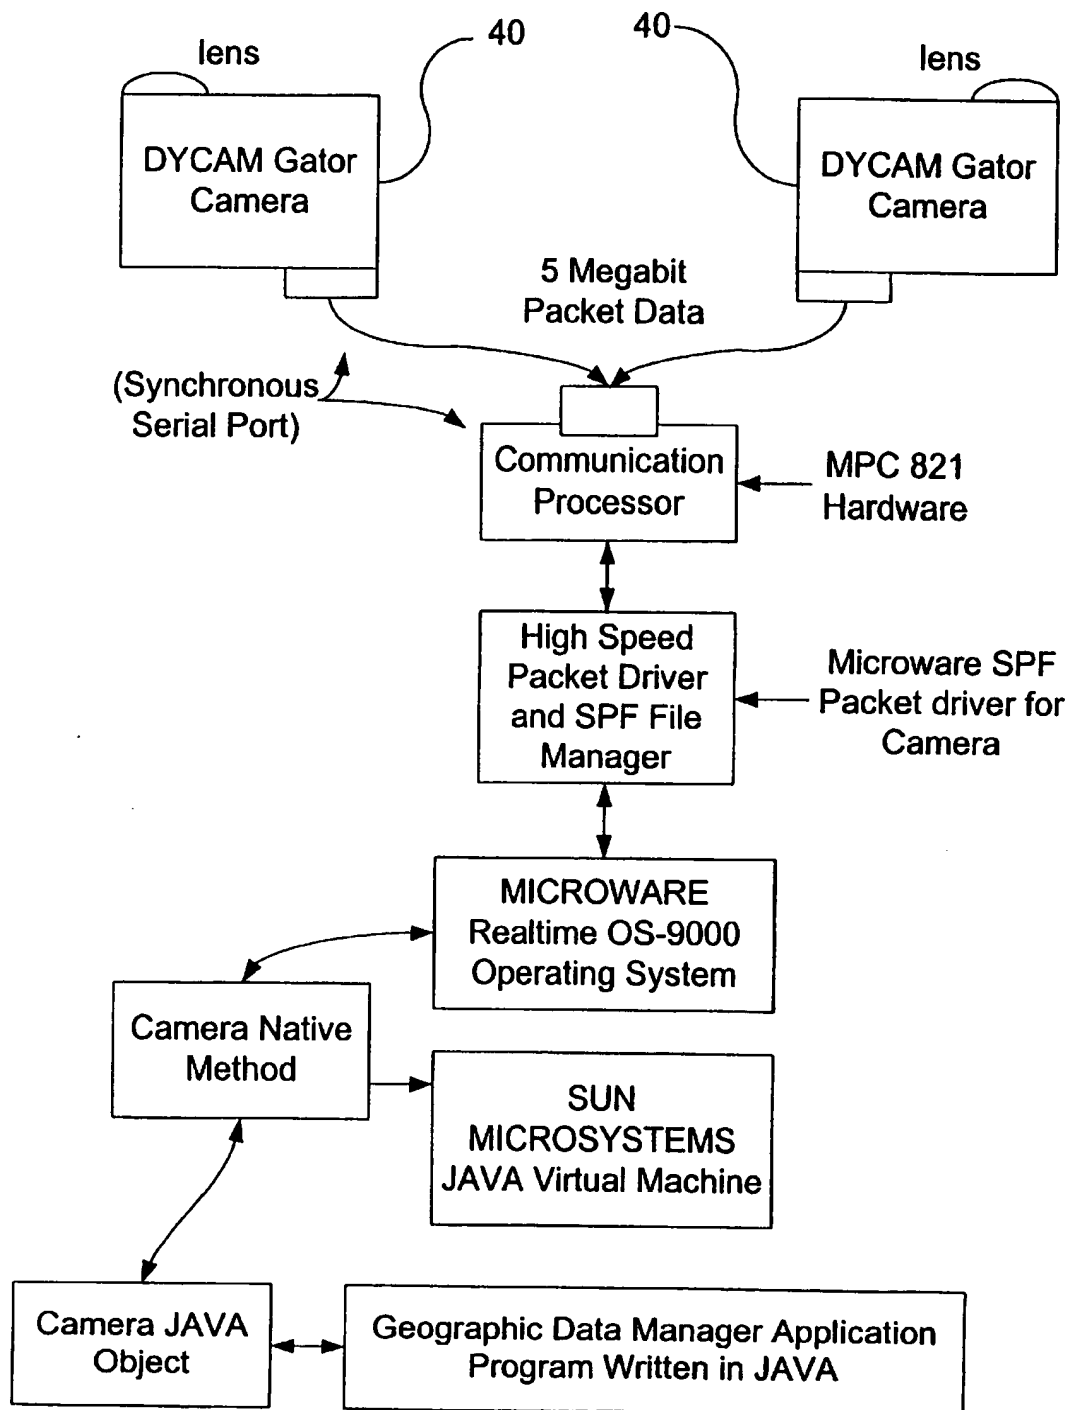 40
40
lens
lens
DYCAM Gator
Camera
DYCAM Gator
Camera
5 Megabit
Packet Data
(Synchronous
Serial Port)
Communication
Processor
MPC 821
Hardware
High Speed
Packet Driver
and SPF File
Manager
Microware SPF
Packet driver for
Camera
MICROWARE
Realtime OS-9000
Operating System
Camera Native
Method
SUN
MICROSYSTEMS
JAVA Virtual Machine
Camera JAVA
Object
Geographic Data Manager Application
Program Written in JAVA